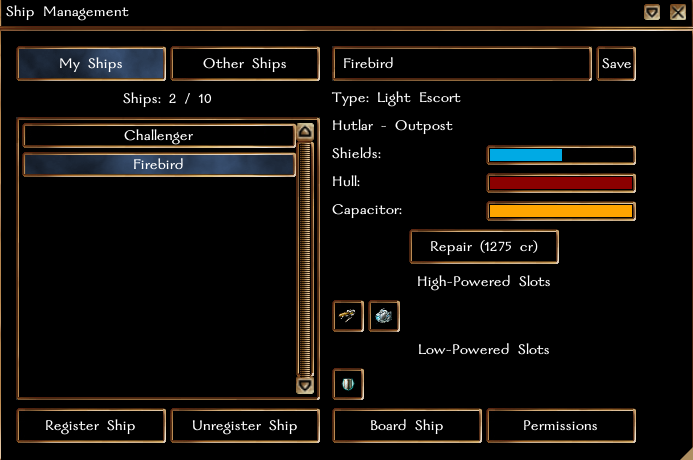 Ship Management
My Ships
Other Ships
Ships: 2 / 10
Challenger
Firebird
Register Ship
Unregister Ship
Firebird
Save
Type: Light Escort
Hutlar - Outpost
Shields:
Hull:
Capacitor:
Repair (1275 cr)
High-Powered Slots
Low-Powered Slots
Board Ship
Permissions